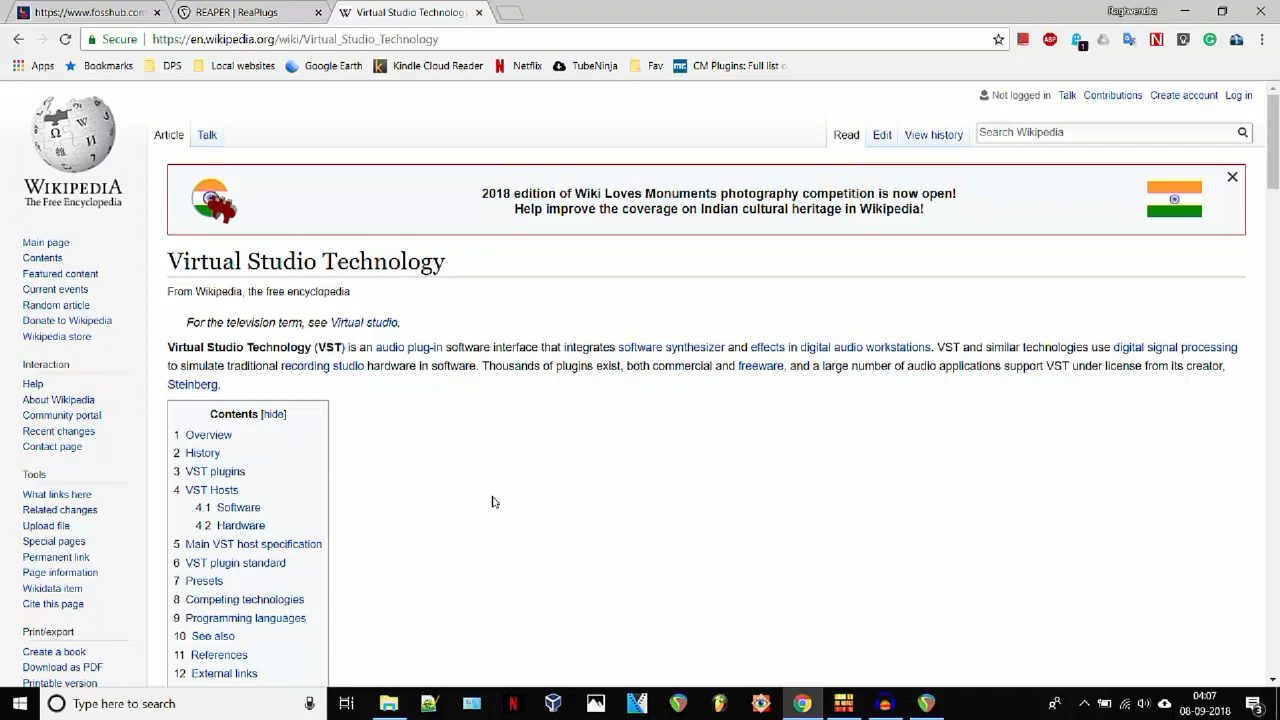 https://www.fosshub.com
REAPER | ReaPlugs
Virtual Studio Technology
Raghvendra
Secure
https://en.wikipedia.org/wiki/Virtual_Studio_Technology
ABP
1
Apps
Bookmarks
DPS
Local websites
Google Earth
Kindle Cloud Reader
Netflix
TubeNinja
Fav
CM Plugins: Full list o
Not logged in Talk Contributions Create account Log in
Article Talk
Read Edit View history
Search Wikipedia
WIKIPEDIA
The Free Encyclopedia
2018 edition of Wiki Loves Monuments photography competition is now open!
Help improve the coverage on Indian cultural heritage in Wikipedia!
Main page
Contents
Featured content
Current events
Random article
Donate to Wikipedia
Wikipedia store
Interaction
Help
About Wikipedia
Community portal
Recent changes
Contact page
Tools
What links here
Related changes
Upload file
Special pages
Permanent link
Page information
Wikidata item
Cite this page
Print/export
Create a book
Download as PDF
Printable version
Virtual Studio Technology
From Wikipedia, the free encyclopedia
For the television term, see Virtual studio.
Virtual Studio Technology (VST) is an audio plug-in software interface that integrates software synthesizer and effects in digital audio workstations. VST and similar technologies use digital signal processing
to simulate traditional recording studio hardware in software. Thousands of plugins exist, both commercial and freeware, and a large number of audio applications support VST under license from its creator,
Steinberg.
Contents [hide]
1 Overview
2 History
3 VST plugins
4 VST Hosts
4.1 Software
4.2 Hardware
5 Main VST host specification
6 VST plugin standard
7 Presets
8 Competing technologies
9 Programming languages
10 See also
11 References
12 External links
Type here to search
04:07
08-09-2018
3